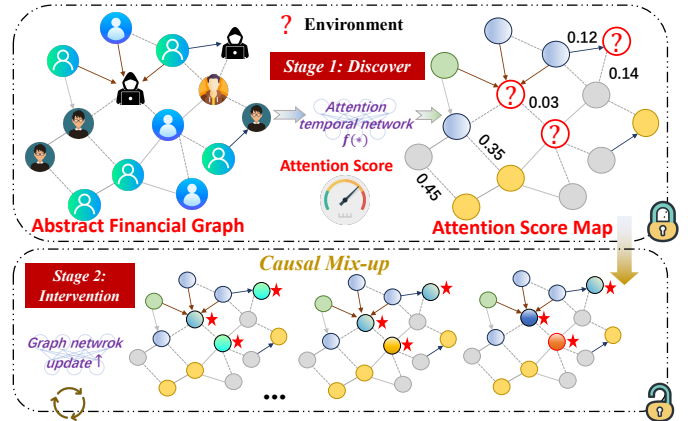 ? Environment
Stage 1: Discover
Attention
temporal network
f(*)
Attention Score
Abstract Financial Graph
0.12
?
0.14
?
0.03
?
0.35
0.45
Attention Score Map
Stage 2:
Intervention
Causal Mix-up
Graph netwrok
update↑
...